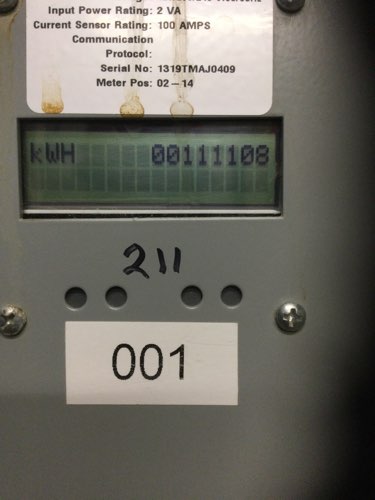 Input Power Rating: 2 VA
Current Sensor Rating: 100 AMPS
Communication
Protocol:
Serial No: 1319TMAJ0409
Meter Pos: 02-14
kWH 00111108
211
001